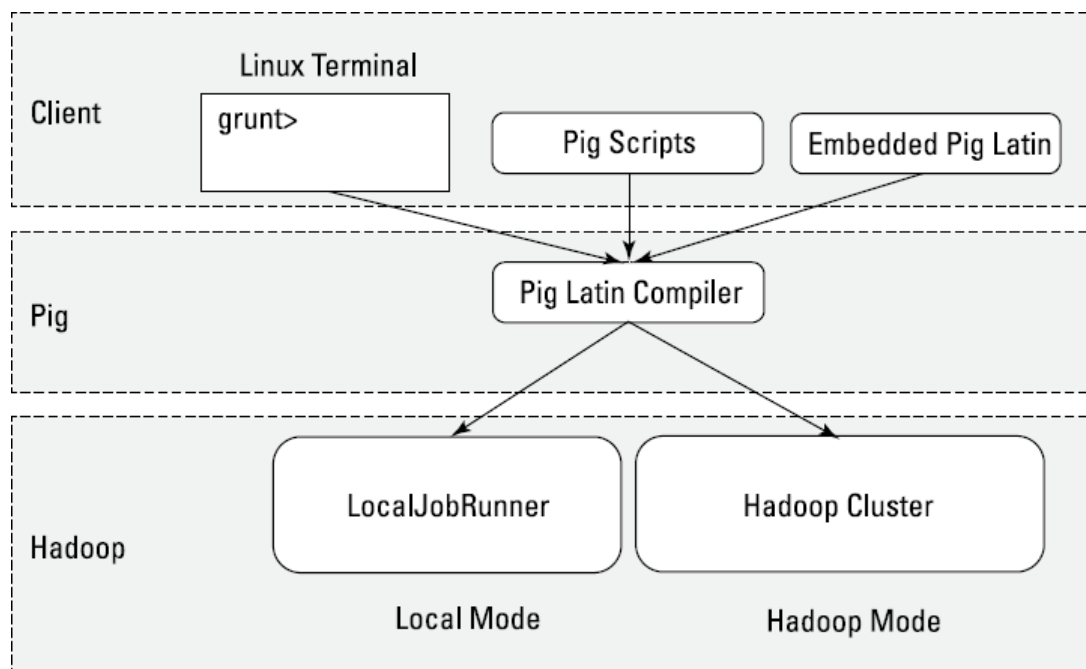 Linux Terminal
Client
grunt>
Pig Scripts
Embedded Pig Latin
Pig
Pig Latin Compiler
Hadoop
LocalJobRunner
Hadoop Cluster
Local Mode
Hadoop Mode